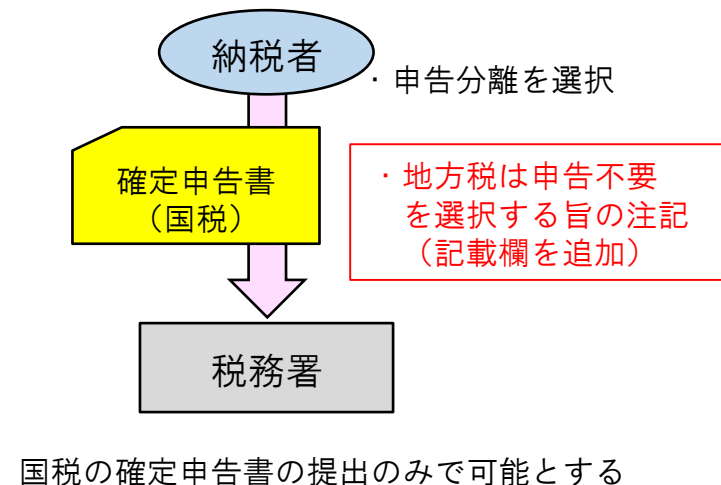 納税者
・申告分離を選択
確定申告書
（国税）
・地方税は申告不要
を選択する旨の注記
（記載欄を追加）
税務署
国税の確定申告書の提出のみで可能とする